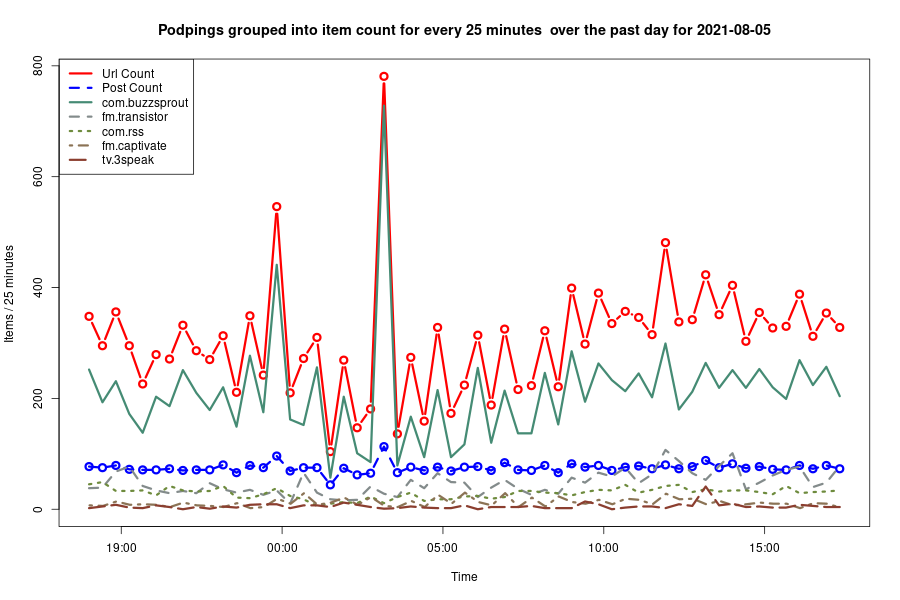 Podpings grouped into item count for every 25 minutes  over the past day for 2021-08-05
Url Count
Post Count
com.buzzsprout
fm.transistor
com.rss
fm.captivate
tv.3speak
800
600
400
200
0
Items / 25 minutes
19:00
00:00
05:00
10:00
15:00
Time